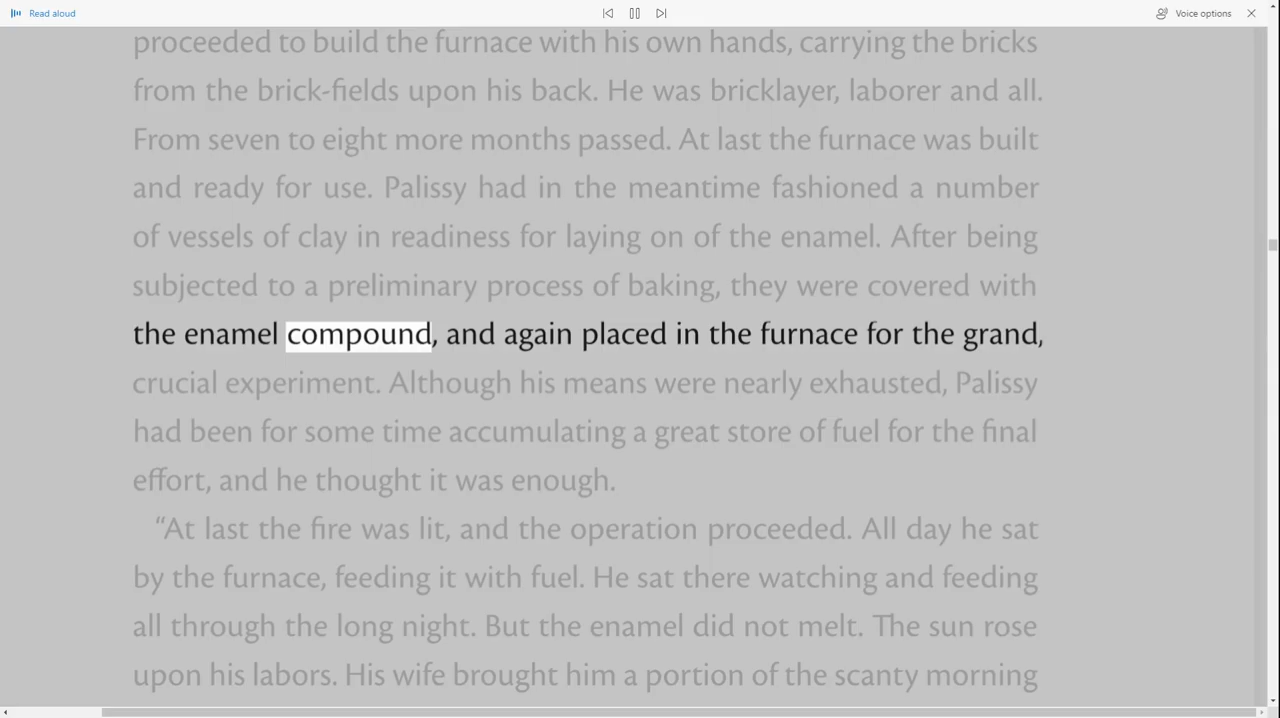 Read aloud
Voice options
proceeded to build the furnace with his own hands, carrying the bricks
from the brick-fields upon his back. He was bricklayer, laborer and all.
From seven to eight more months passed. At last the furnace was built
and ready for use. Palissy had in the meantime fashioned a number
of vessels of clay in readiness for laying on of the enamel. After being
subjected to a preliminary process of baking, they were covered with
the enamel compound, and again placed in the furnace for the grand,
crucial experiment. Although his means were nearly exhausted, Palissy
had been for some time accumulating a great store of fuel for the final
effort, and he thought it was enough.
“At last the fire was lit, and the operation proceeded. All day he sat
by the furnace, feeding it with fuel. He sat there watching and feeding
all through the long night. But the enamel did not melt. The sun rose
upon his labors. His wife brought him a portion of the scanty morning